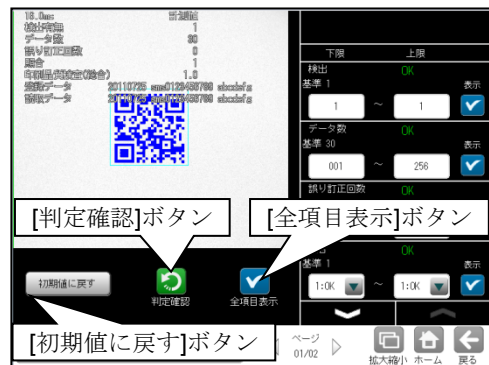 18.0ms 計測値
検出有無 1
データ数 30
誤り訂正回数 0
照合 1
印刷品質検定(総合) 1.0
登録データ 20110725
読取データ 20110725
下限 上限
検出 OK
基準 1 表示
1 ~ 1
データ数 OK
基準 30 表示
001 ~ 256
誤り訂正回数 OK
[判定確認]ボタン
[全項目表示]ボタン
基準 1 表示
1:OK ~ 1:OK
初期値に戻す
判定確認
全項目表示
[初期値に戻す]ボタン
ページ
01/02
拡大縮小 ホーム 戻る